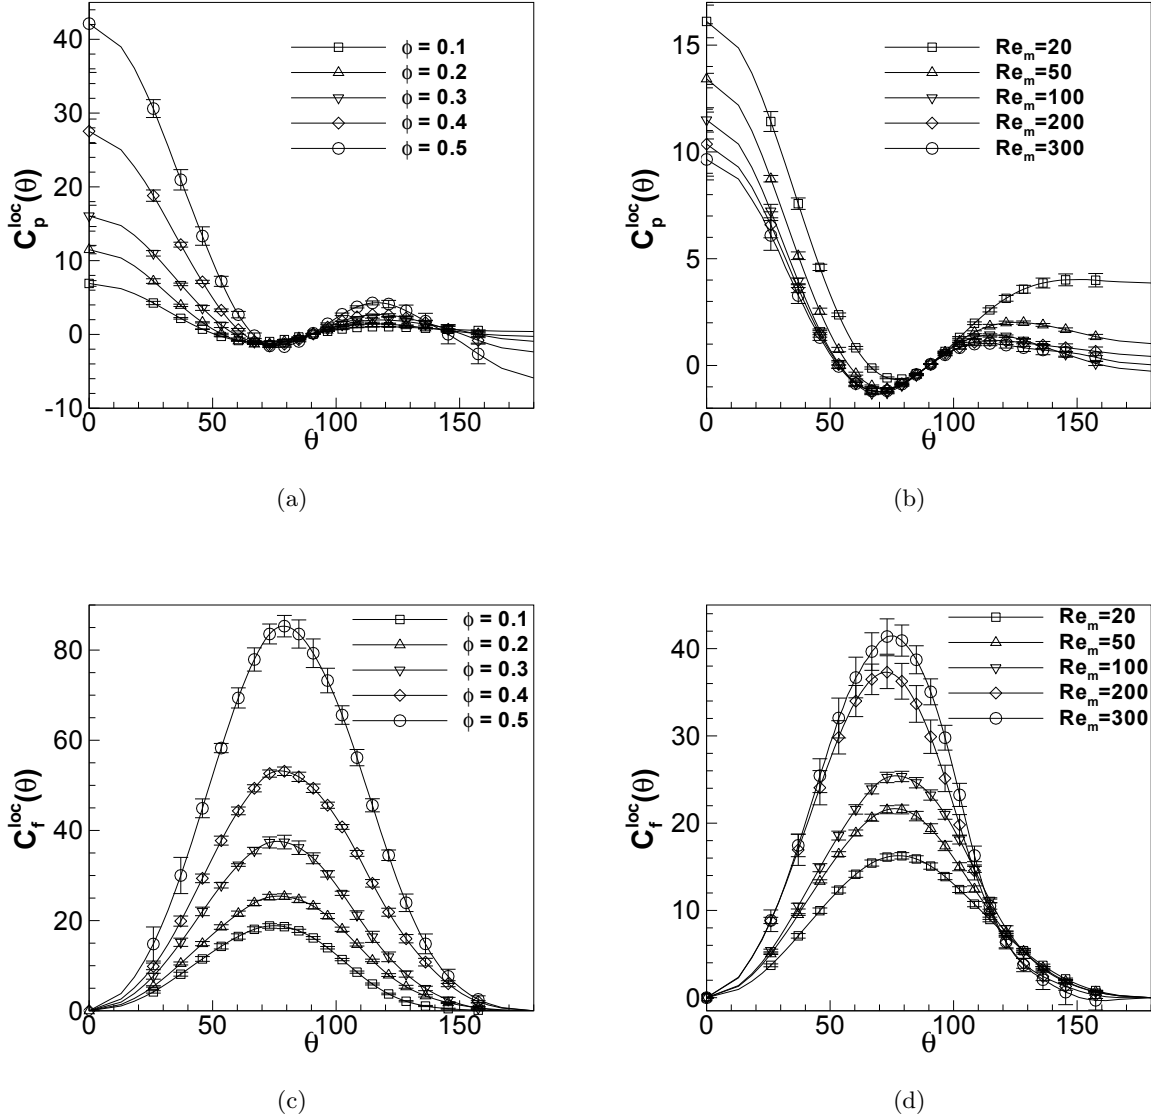 C_p^loc(θ)
40
30
20
10
0
-10
0
50
100
150
θ
ϕ = 0.1
ϕ = 0.2
ϕ = 0.3
ϕ = 0.4
ϕ = 0.5
(a)
C_p^loc(θ)
15
10
5
0
0
50
100
150
θ
Re_m=20
Re_m=50
Re_m=100
Re_m=200
Re_m=300
(b)
C_f^loc(θ)
80
60
40
20
0
0
50
100
150
θ
ϕ = 0.1
ϕ = 0.2
ϕ = 0.3
ϕ = 0.4
ϕ = 0.5
(c)
C_f^loc(θ)
40
30
20
10
0
0
50
100
150
θ
Re_m=20
Re_m=50
Re_m=100
Re_m=200
Re_m=300
(d)